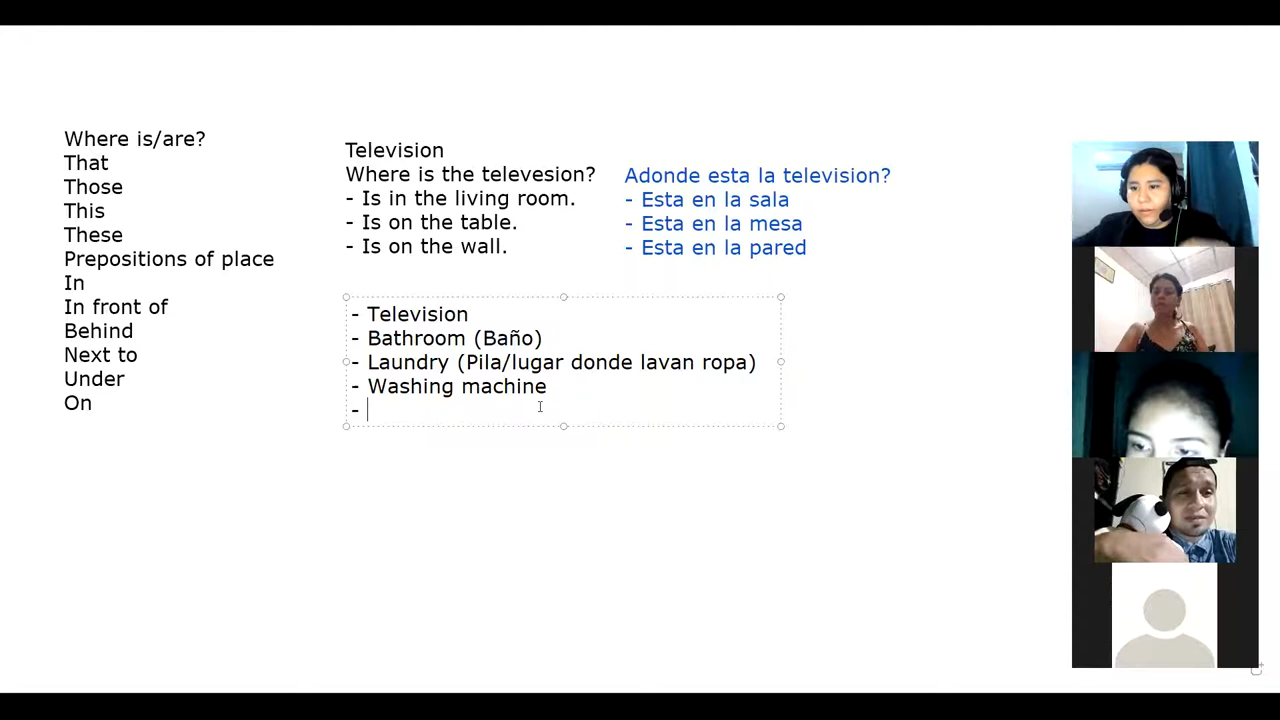 Where is/are?
That
Those
This
These
Prepositions of place
In
In front of
Behind
Next to
Under
On
Television
Where is the televesion?
- Is in the living room.
- Is on the table.
- Is on the wall.
Adonde esta la television?
- Esta en la sala
- Esta en la mesa
- Esta en la pared
- Television
- Bathroom (Baño)
- Laundry (Pila/lugar donde lavan ropa)
- Washing machine
-